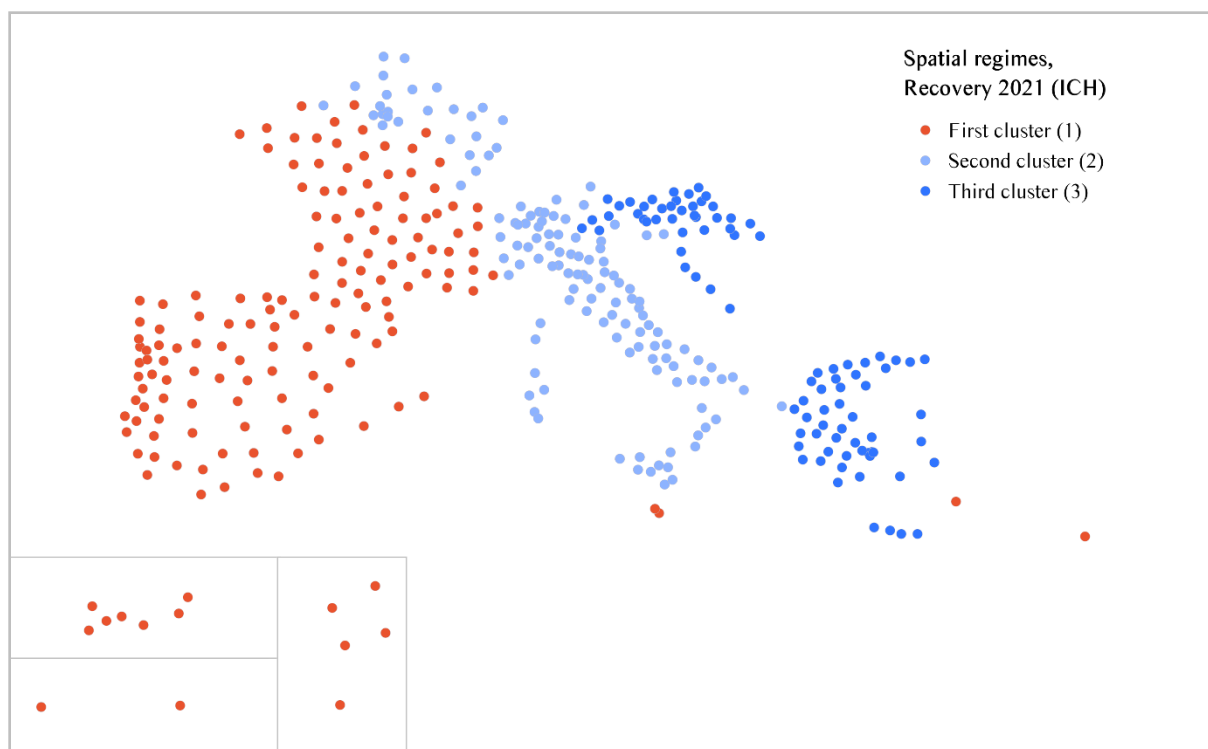 Spatial regimes,
Recovery 2021 (ICH)
First cluster (1)
Second cluster (2)
Third cluster (3)